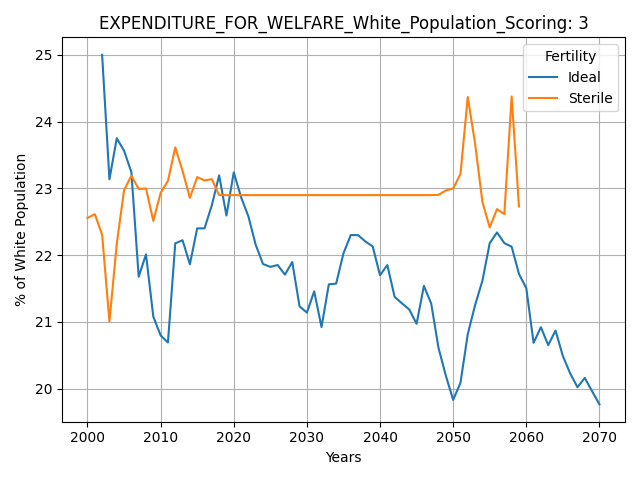 EXPENDITURE_FOR_WELFARE_White_Population_Scoring: 3
Fertility
Ideal
Sterile
% of White Population
25
24
23
22
21
20
2000 2010 2020 2030 2040 2050 2060 2070
Years